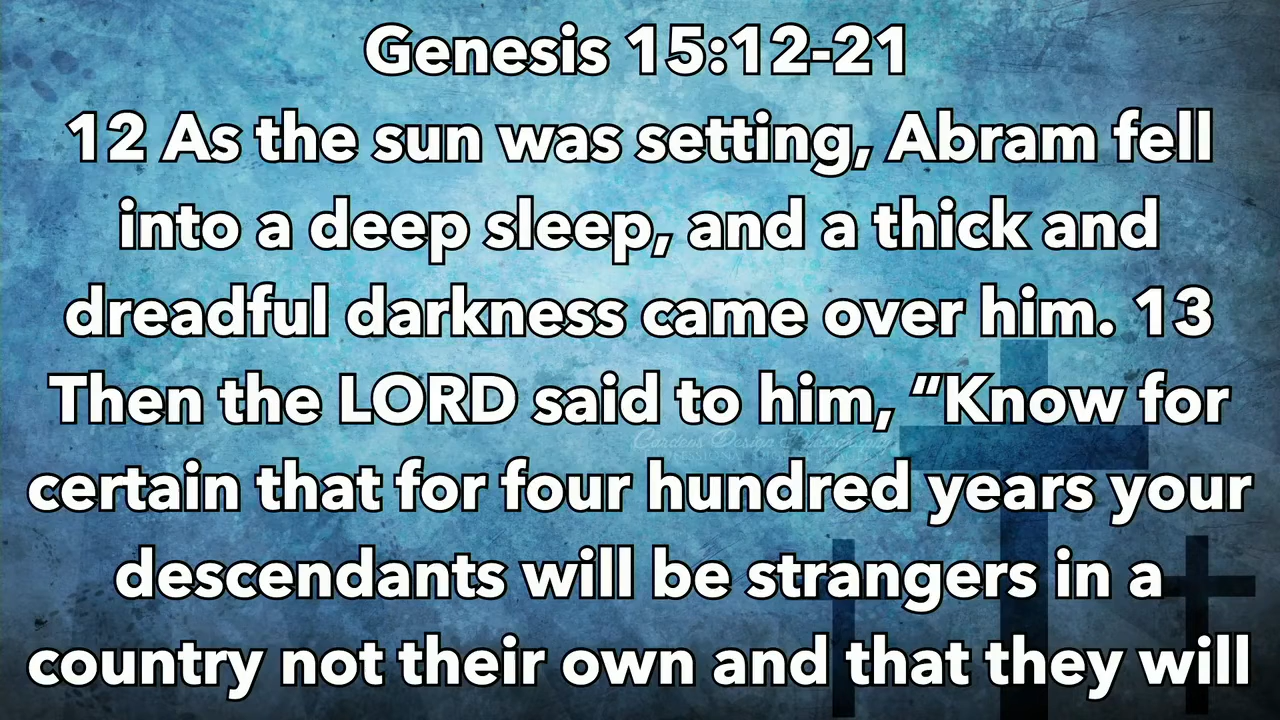 Genesis 15:12-21
12 As the sun was setting, Abram fell
into a deep sleep, and a thick and
dreadful darkness came over him. 13
Then the LORD said to him, “Know for
certain that for four hundred years your
descendants will be strangers in a
country not their own and that they will